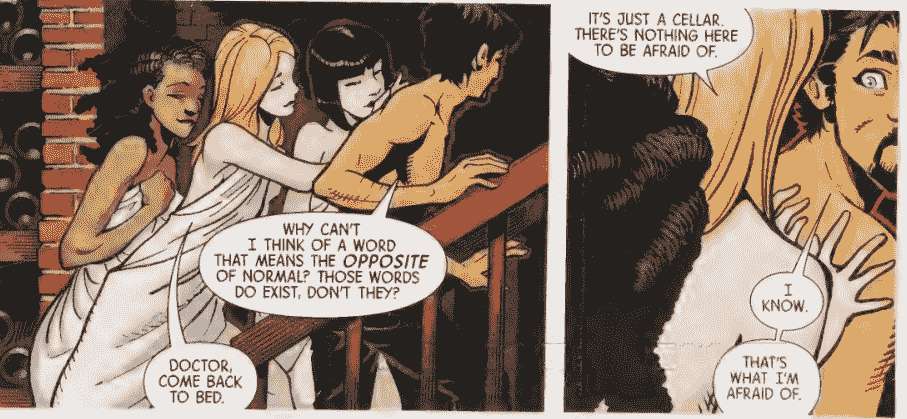 WHY CAN'T
I THINK OF A WORD
THAT MEANS THE OPPOSITE
OF NORMAL? THOSE WORDS
DO EXIST, DON'T THEY?
DOCTOR,
COME BACK
TO BED.
IT'S JUST A CELLAR.
THERE'S NOTHING HERE
TO BE AFRAID OF.
I
KNOW.
THAT'S
WHAT I'M
AFRAID OF.